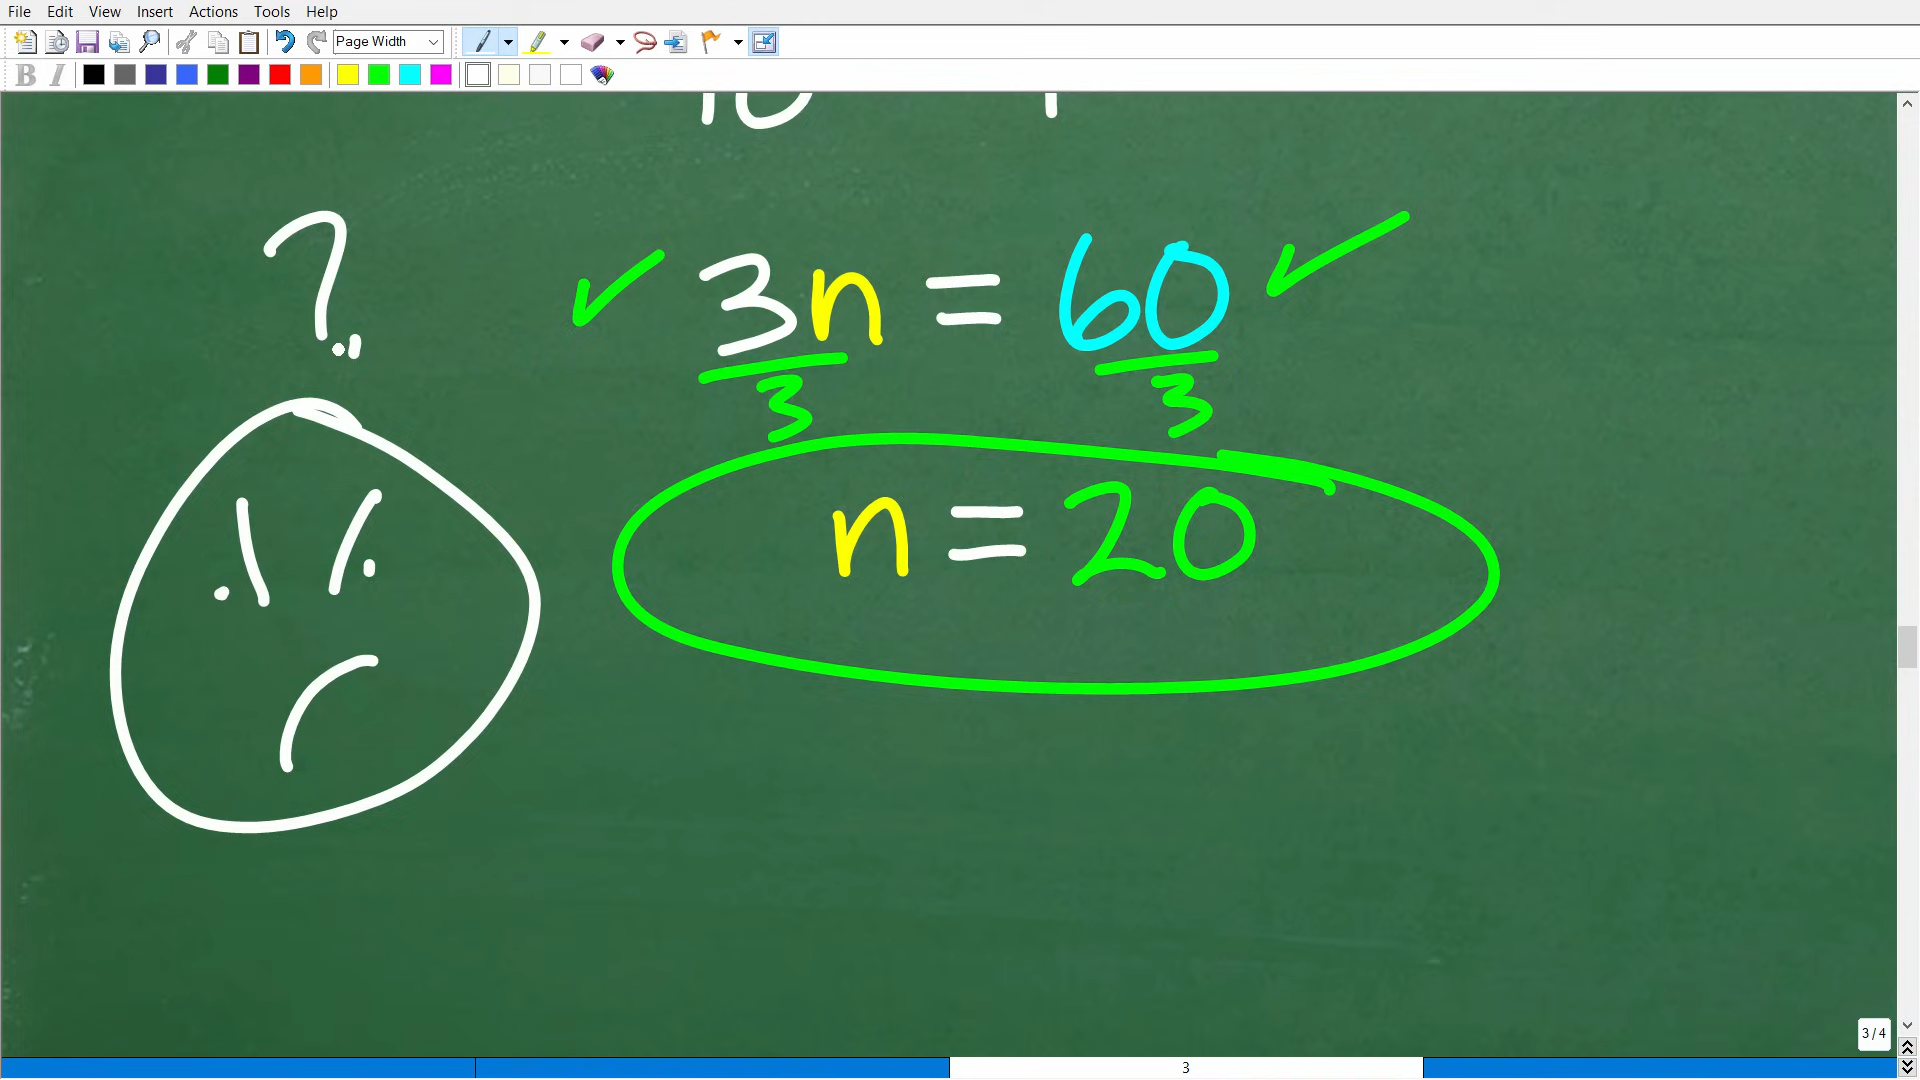 File Edit View Insert Actions Tools Help
Page Width
B I
?
3n = 60
3 3
n = 20
3 / 4
3